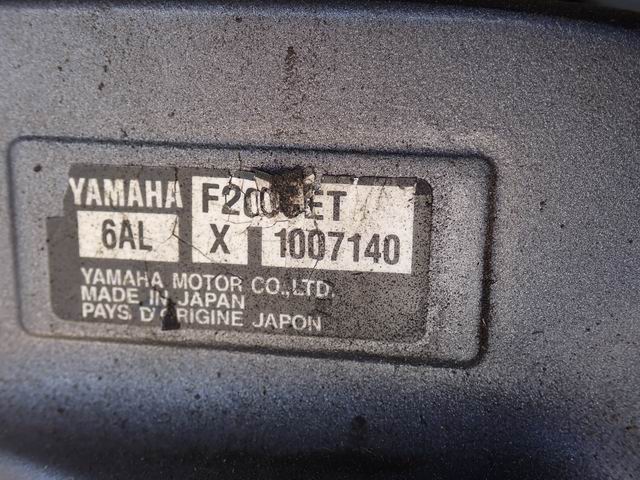 YAMAHA
6AL X 1007140
YAMAHA MOTOR CO.,LTD.
MADE IN JAPAN
PAYS D'ORIGINE JAPON